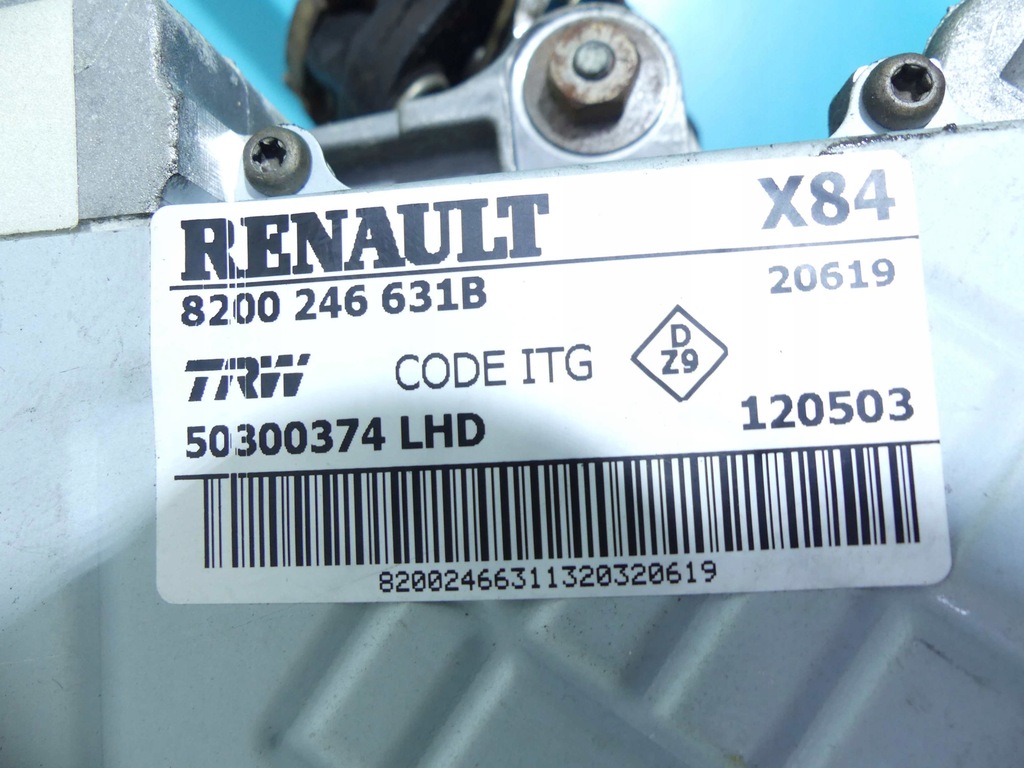 RENAULT X84
8200 246 631B 20619
TRW CODE ITG D
Z9
50300374 LHD 120503
82002466311320320619